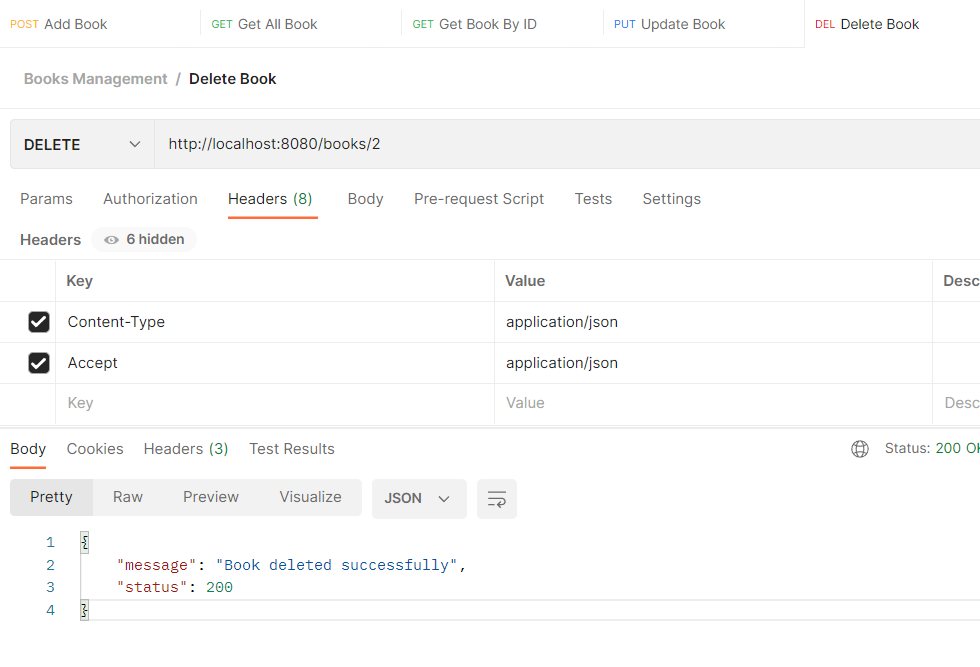 POST Add Book GET Get All Book GET Get Book By ID PUT Update Book DEL Delete Book
Books Management / Delete Book
DELETE http://localhost:8080/books/2
Params Authorization Headers (8) Body Pre-request Script Tests Settings
Headers 6 hidden
Key Value Desc
Content-Type application/json
Accept application/json
Key Value Desc
Body Cookies Headers (3) Test Results Status: 200 OK
Pretty Raw Preview Visualize JSON
1 {
2 "message": "Book deleted successfully",
3 "status": 200
4 }